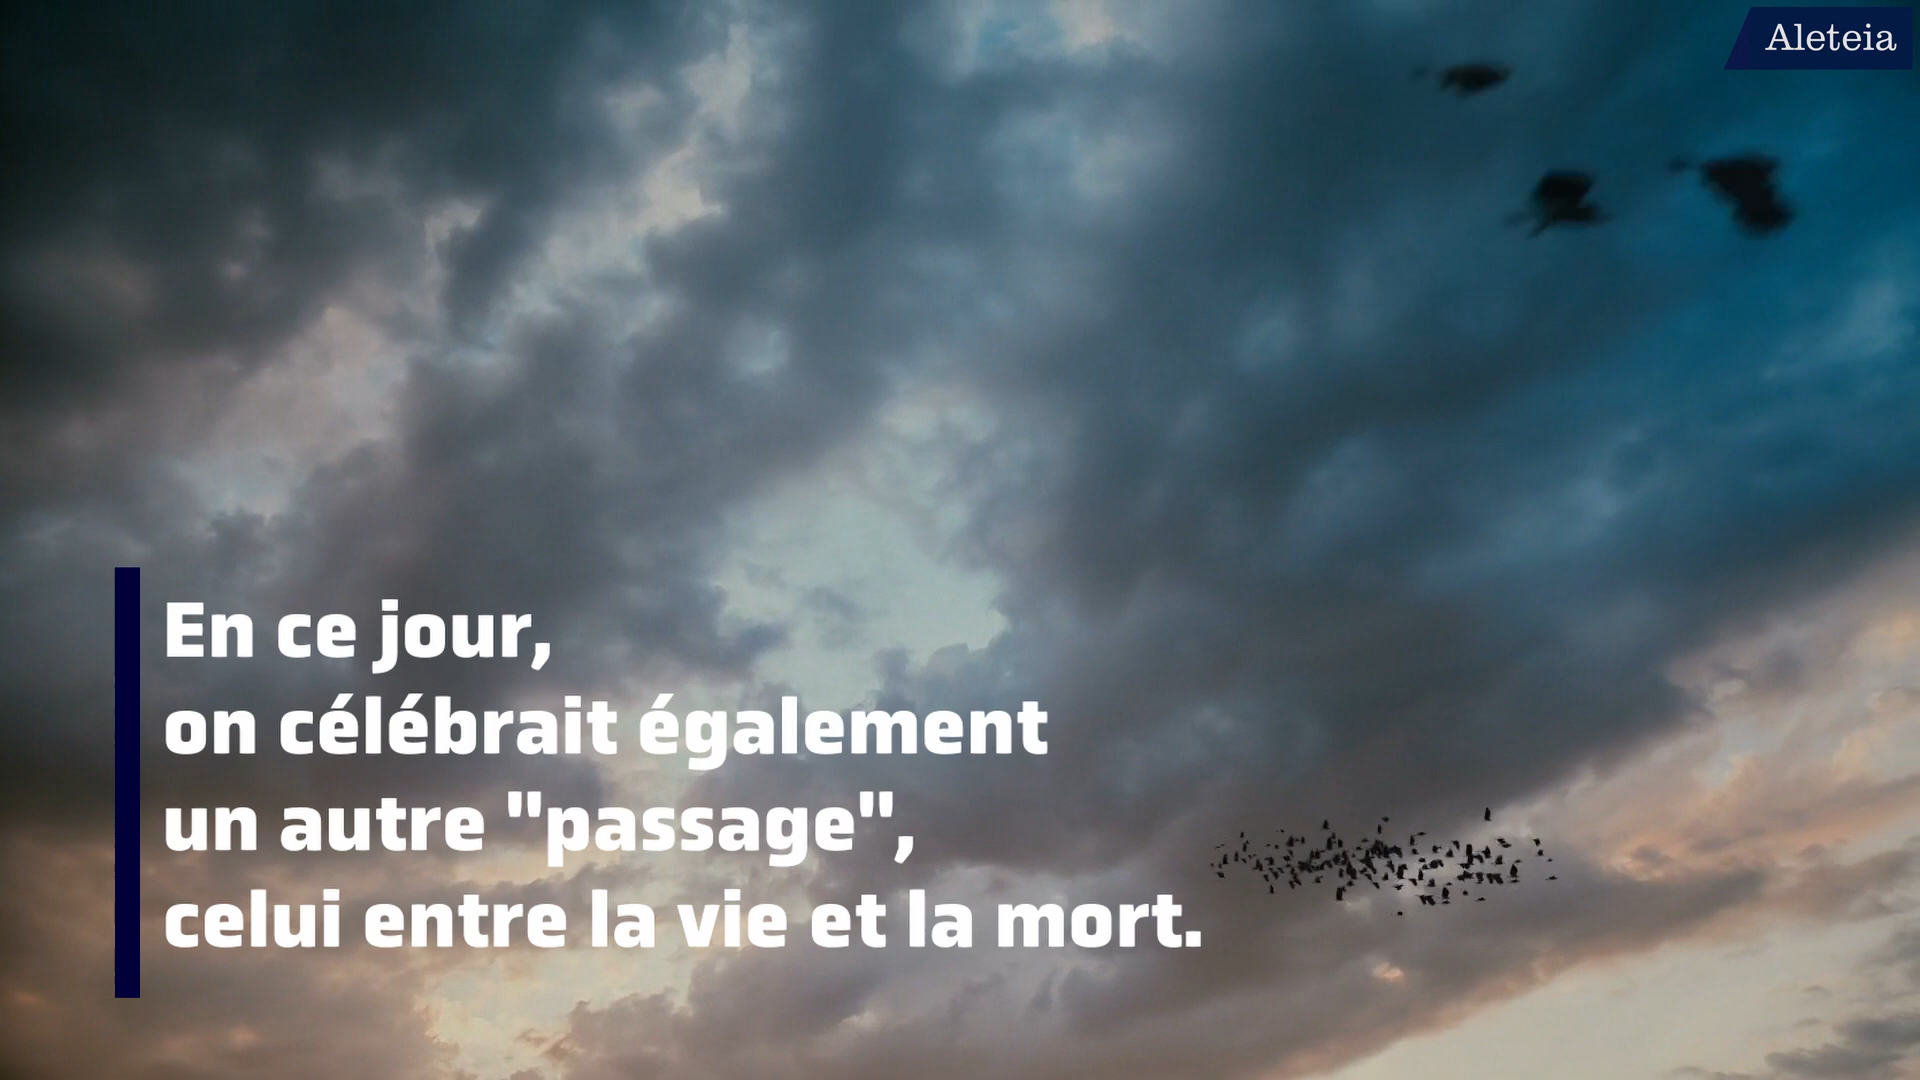 Aleteia
En ce jour,
on célébrait également
un autre "passage",
celui entre la vie et la mort.